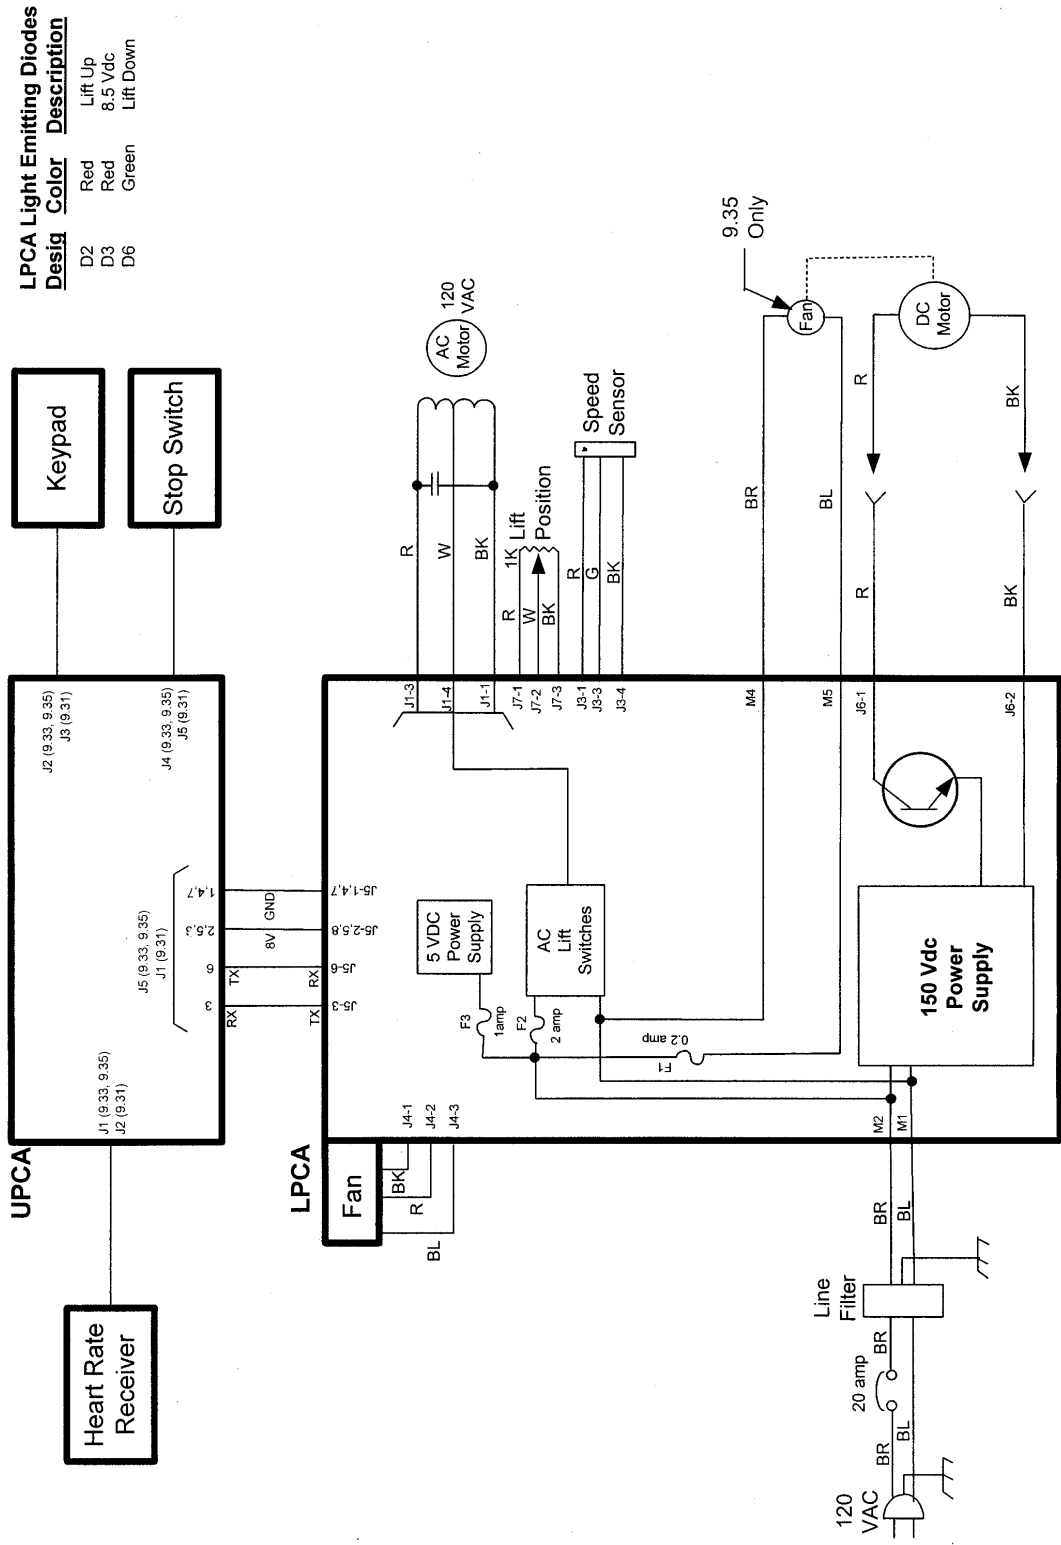 LPCA Light Emitting Diodes
Desig Color Description
D2 Red Lift Up
D3 Red 8.5 Vdc
D6 Green Lift Down
Keypad
Stop Switch
J2 (9.33, 9.35)
J3 (9.31)
J4 (9.33, 9.35)
J5 (9.31)
UPCA
J1 (9.33, 9.35)
J2 (9.31)
Heart Rate
Receiver
J5 (9.33, 9.35)
J1 (9.31)
3
6
2,5,3
1,4,7
RX
TX
8V
GND
TX
RX
J5-3
J5-6
J5-2,5,8
J5-1,4,7
LPCA
Fan
BK
R
BL
J4-1
J4-2
J4-3
5 VDC
Power
Supply
F3
1amp
F2
2 amp
F1
0.2 amp
AC
Lift
Switches
150 Vdc
Power
Supply
J1-3
J1-4
J1-1
J7-1
J7-2
J7-3
J3-1
J3-3
J3-4
M4
M5
J6-1
J6-2
R
W
BK
AC
Motor
120
VAC
R
W
BK
1K
Lift
Position
R
G
BK
Speed
Sensor
BR
BL
Fan
9.35
Only
R
BK
R
BK
DC
Motor
M2
M1
BR
BL
Line
Filter
BR
20 amp
BR
BL
120
VAC